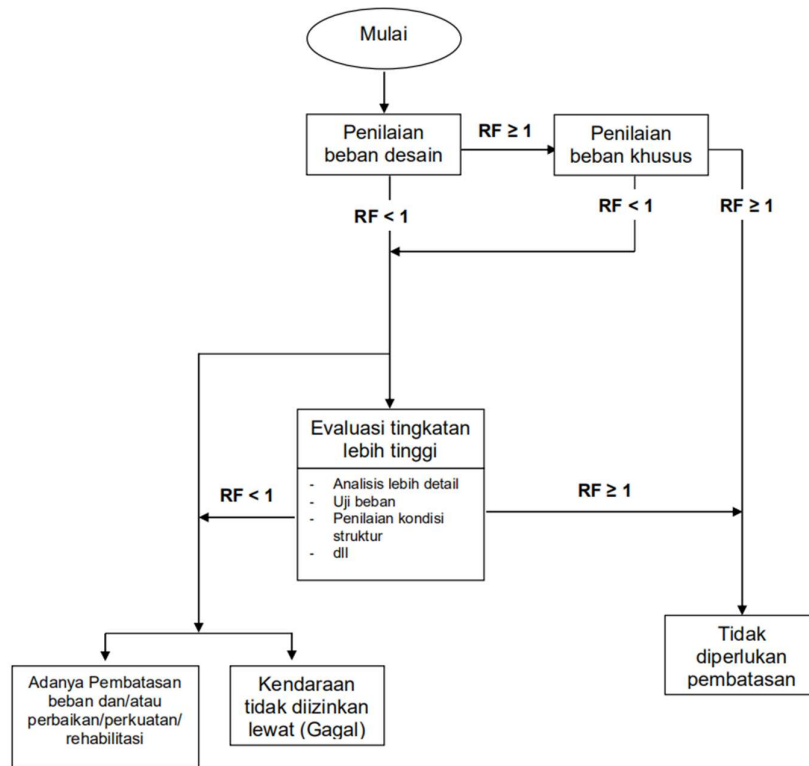 Mulai
Penilaian
beban desain
RF ≥ 1
Penilaian
beban khusus
RF < 1
RF < 1
RF ≥ 1
Evaluasi tingkatan
lebih tinggi
- Analisis lebih detail
- Uji beban
- Penilaian kondisi
struktur
- dll
RF < 1
RF ≥ 1
Adanya Pembatasan
beban dan/atau
perbaikan/perkuatan/
rehabilitasi
Kendaraan
tidak diizinkan
lewat (Gagal)
Tidak
diperlukan
pembatasan